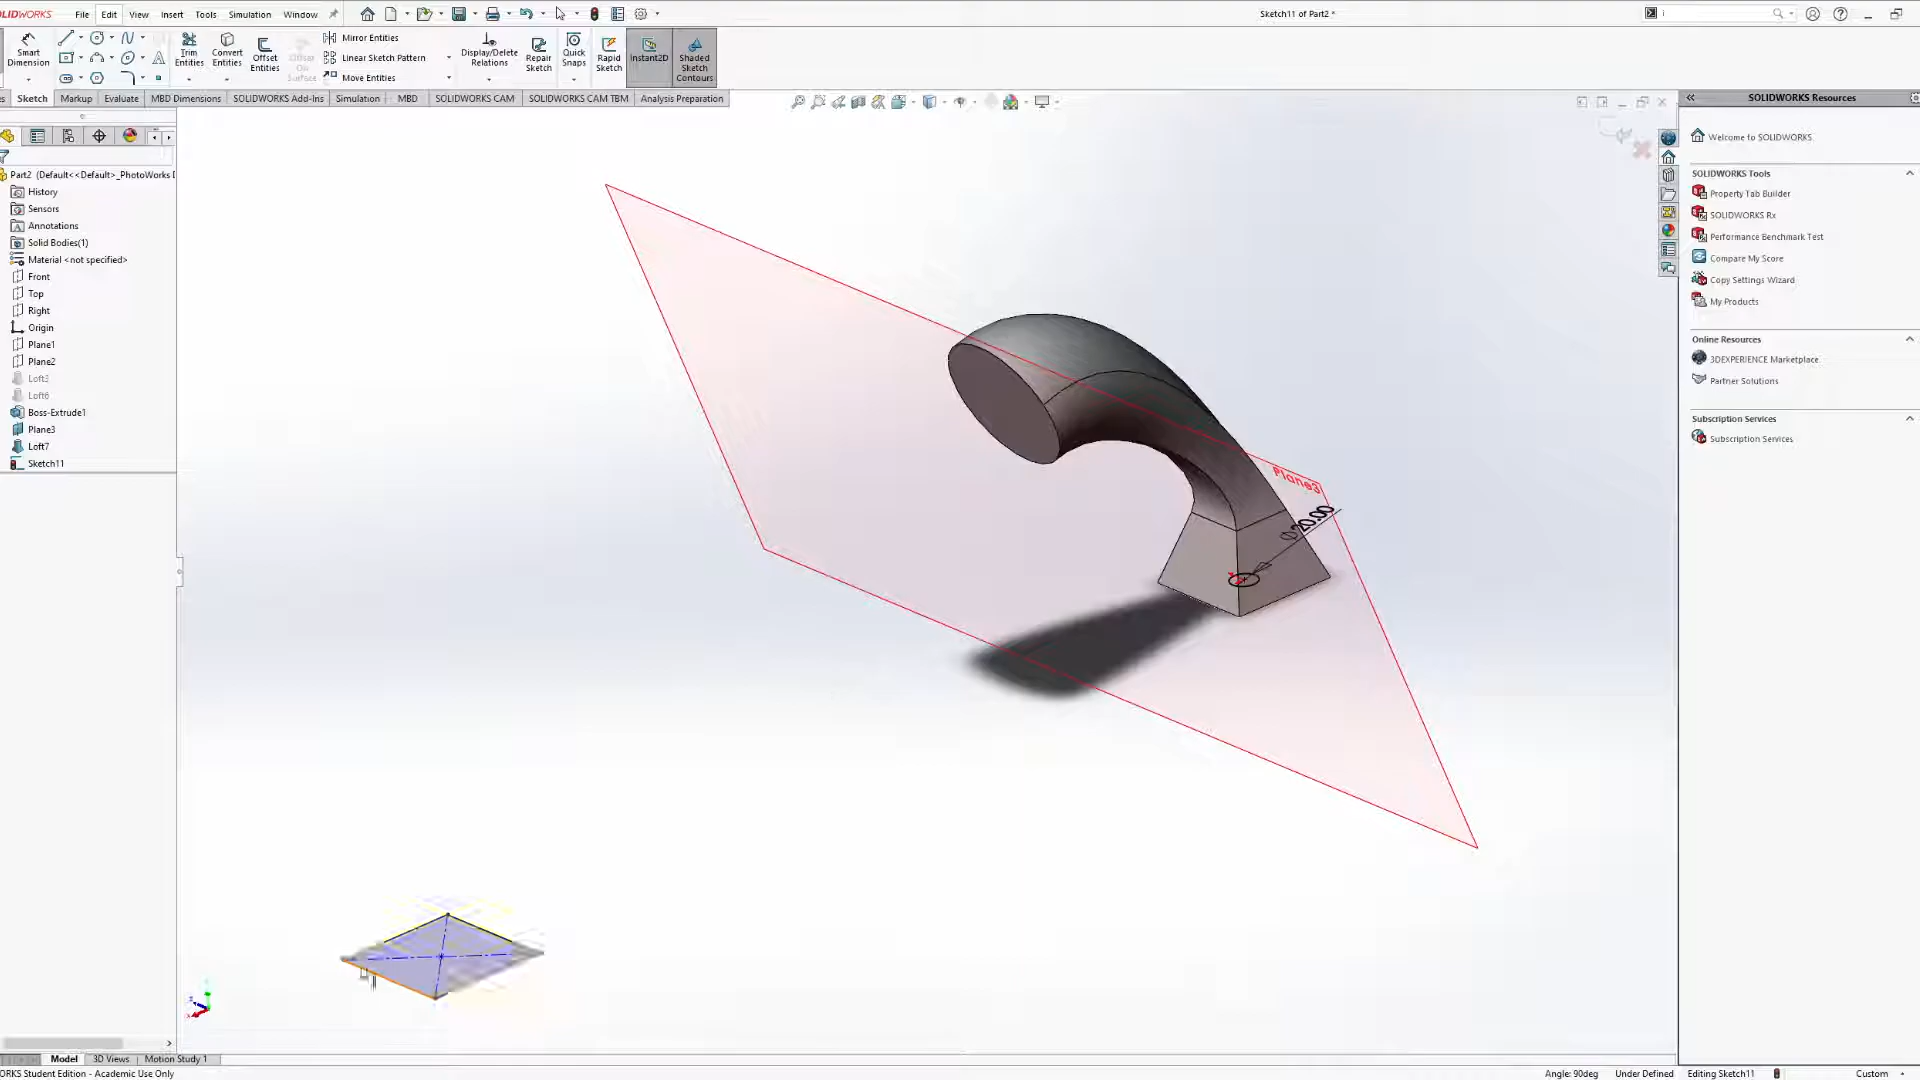 SOLIDWORKS File Edit View Insert Tools Simulation Window Sketch11 of Part2 *
Smart Dimension
Trim Entities
Convert Entities
Offset Entities
Offset On Surface
Mirror Entities
Linear Sketch Pattern
Move Entities
Display/Delete Relations
Repair Sketch
Quick Snaps
Rapid Sketch
Instant2D
Shaded Sketch Contours
Sketch Markup Evaluate MBD Dimensions SOLIDWORKS Add-Ins Simulation MBD SOLIDWORKS CAM SOLIDWORKS CAM TBM Analysis Preparation
Part2 (Default<<Default>_PhotoWorks
History
Sensors
Annotations
Solid Bodies(1)
Material <not specified>
Front
Top
Right
Origin
Plane1
Plane2
Loft3
Loft6
Boss-Extrude1
Plane3
Loft7
Sketch11
Plane3
Ø20.00
SOLIDWORKS Resources
Welcome to SOLIDWORKS
SOLIDWORKS Tools
Property Tab Builder
SOLIDWORKS Rx
Performance Benchmark Test
Compare My Score
Copy Settings Wizard
My Products
Online Resources
3DEXPERIENCE Marketplace
Partner Solutions
Subscription Services
Subscription Services
Model 3D Views Motion Study 1
ORKS Student Edition - Academic Use Only Angle: 90deg Under Defined Editing Sketch11 Custom